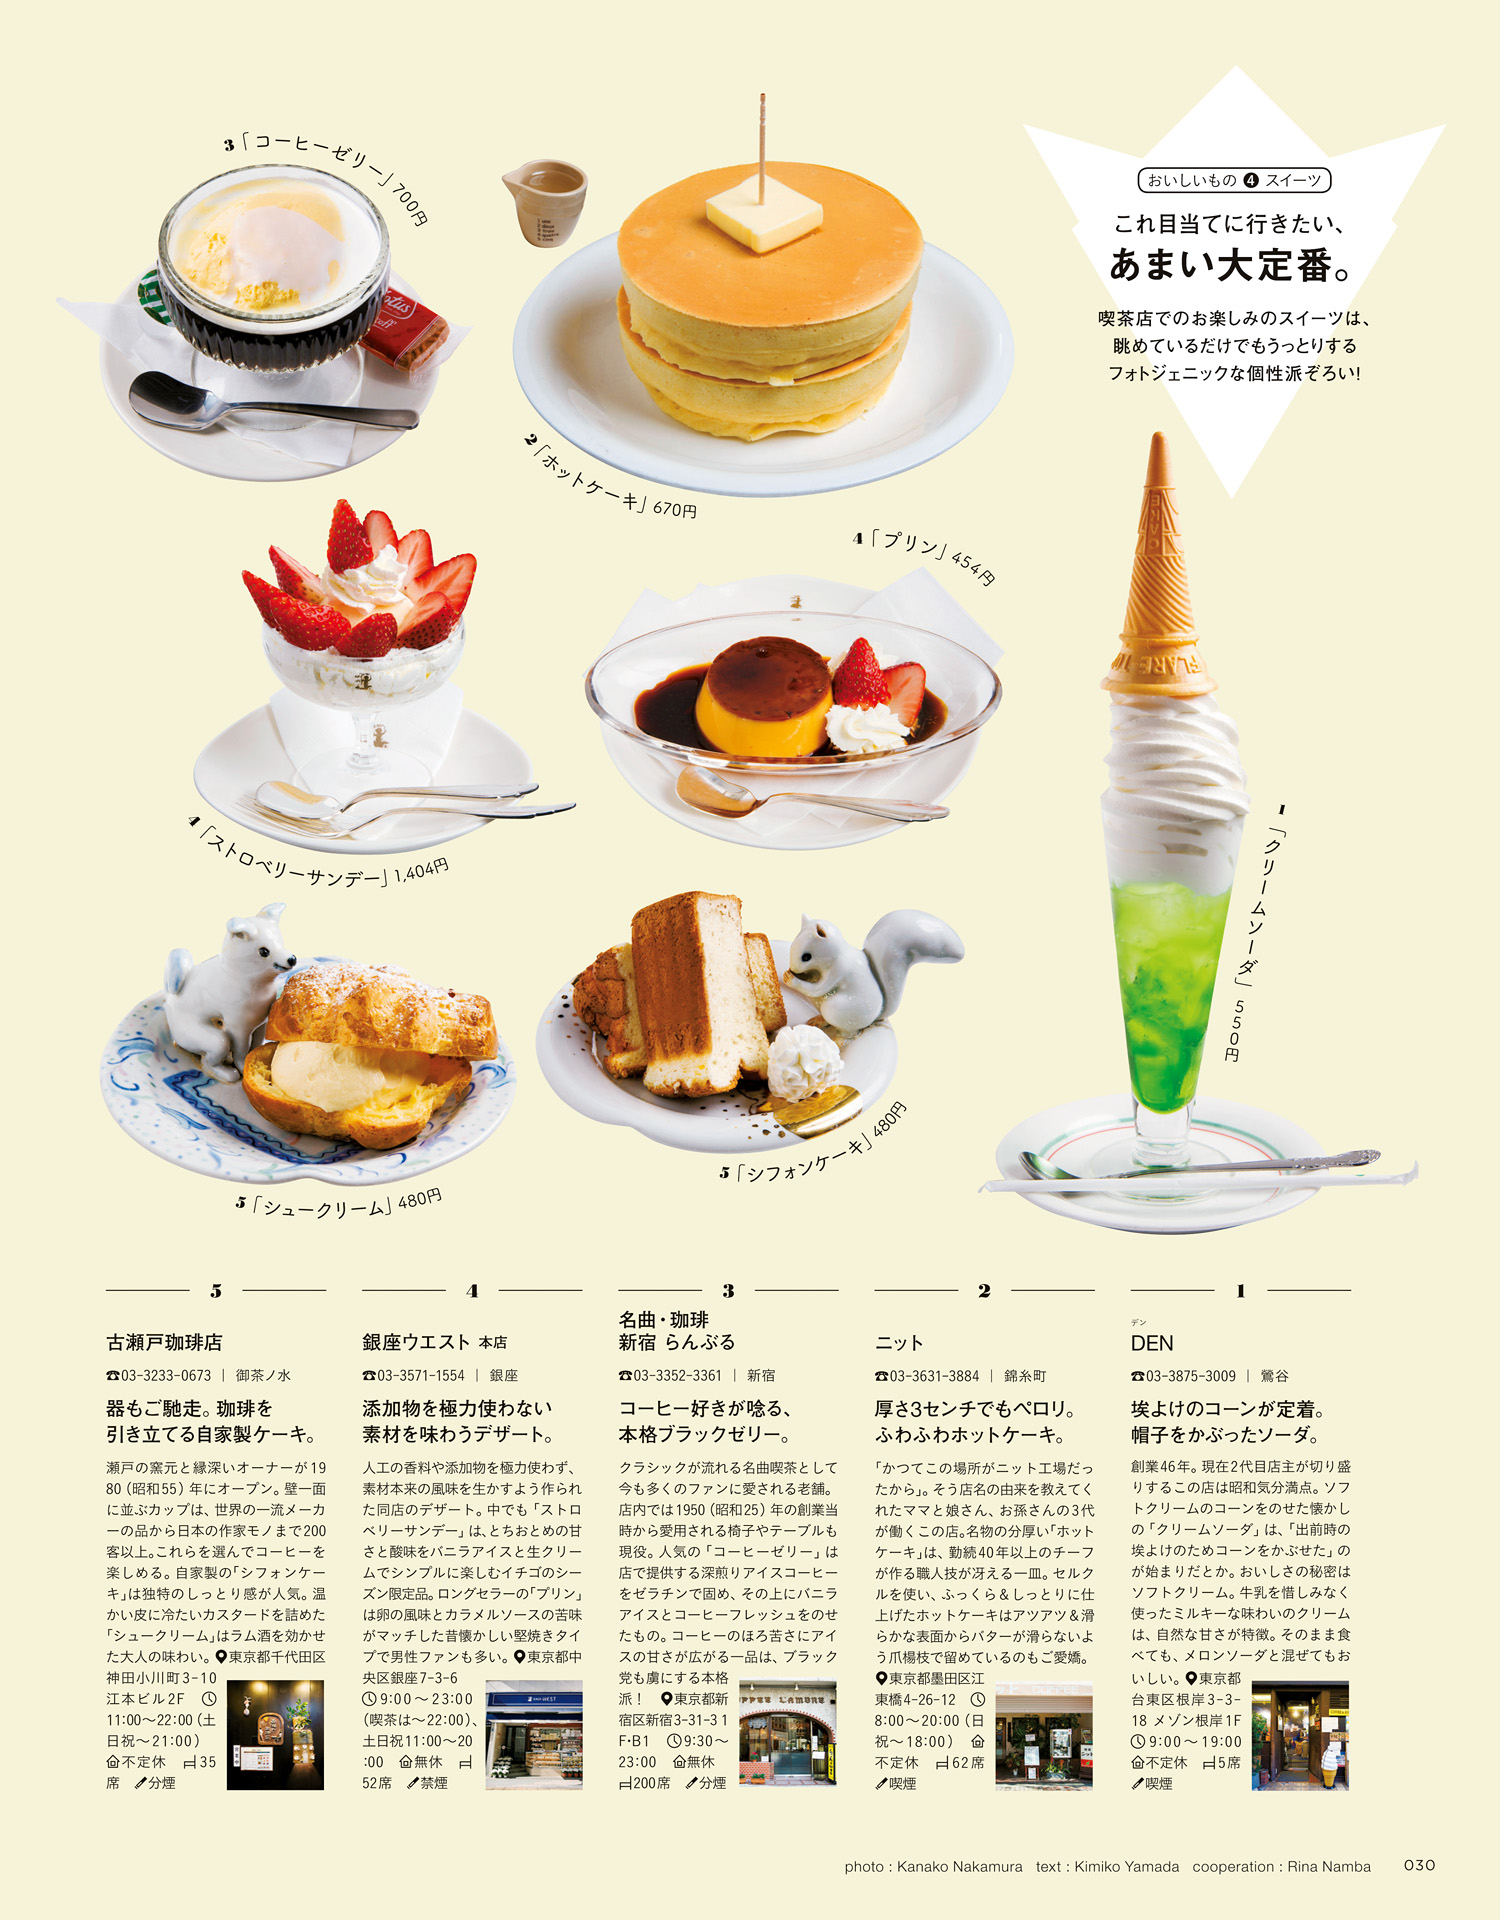 おいしいもの ❹ スイーツ
これ目当てに行きたい、
あまい大定番。
喫茶店でのお楽しみのスイーツは、
眺めているだけでもうっとりする
フォトジェニックな個性派ぞろい!
3「コーヒーゼリー」700円
2「ホットケーキ」670円
4「プリン」454円
4「ストロベリーサンデー」1,404円
1「クリームソーダ」550円
5「シュークリーム」480円
5「シフォンケーキ」480円
1
デン
DEN
☎03-3875-3009 | 鶯谷
埃よけのコーンが定着。
帽子をかぶったソーダ。
創業46年。現在2代目店主が切り盛
りするこの店は昭和気分満点。ソフ
トクリームのコーンをのせた懐かし
の「クリームソーダ」は、「出前時の
埃よけのためコーンをかぶせた」の
が始まりだとか。おいしさの秘密は
ソフトクリーム。牛乳を惜しみなく
使ったミルキーな味わいのクリーム
は、自然な甘さが特徴。そのまま食
べても、メロンソーダと混ぜてもお
いしい。東京都
台東区根岸3-3-
18 メゾン根岸1F
9:00〜19:00
不定休 5席
喫煙
2
ニット
☎03-3631-3884 | 錦糸町
厚さ3センチでもペロリ。
ふわふわホットケーキ。
「かつてこの場所がニット工場だっ
たから」。そう店名の由来を教えてく
れたママと娘さん、お孫さんの3代
が働くこの店。名物の分厚い「ホット
ケーキ」は、勤続40年以上のチーフ
が作る職人技が冴える一皿。セルク
ルを使い、ふっくら＆しっとりに仕
上げたホットケーキはアツアツ＆滑
らかな表面からバターが滑らないよ
う爪楊枝で留めているのもご愛嬌。
東京都墨田区江
東橋4-26-12
8:00〜20:00（日
祝〜18:00）
不定休 62席
喫煙
3
名曲・珈琲
新宿 らんぶる
☎03-3352-3361 | 新宿
コーヒー好きが唸る、
本格ブラックゼリー。
クラシックが流れる名曲喫茶として
今も多くのファンに愛される老舗。
店内では1950（昭和25）年の創業当
時から愛用される椅子やテーブルも
現役。人気の「コーヒーゼリー」は
店で提供する深煎りアイスコーヒー
をゼラチンで固め、その上にバニラ
アイスとコーヒーフレッシュをのせ
たもの。コーヒーのほろ苦さにアイ
スの甘さが広がる一品は、ブラック
党も虜にする本格
派！ 東京都新
宿区新宿3-31-31
F・B1 9:30〜
23:00 無休
200席 分煙
4
銀座ウエスト 本店
☎03-3571-1554 | 銀座
添加物を極力使わない
素材を味わうデザート。
人工の香料や添加物を極力使わず、
素材本来の風味を生かすよう作られ
た同店のデザート。中でも「ストロ
ベリーサンデー」は、とちおとめの甘
さと酸味をバニラアイスと生クリー
ムでシンプルに楽しむイチゴのシー
ズン限定品。ロングセラーの「プリン」
は卵の風味とカラメルソースの苦味
がマッチした昔懐かしい堅焼きタイ
プで男性ファンも多い。東京都中
央区銀座7-3-6
9:00〜23:00
（喫茶は〜22:00）、
土日祝11:00〜20
:00 無休
52席 禁煙
5
古瀬戸珈琲店
☎03-3233-0673 | 御茶ノ水
器もご馳走。珈琲を
引き立てる自家製ケーキ。
瀬戸の窯元と縁深いオーナーが19
80（昭和55）年にオープン。壁一面
に並ぶカップは、世界の一流メーカ
ーの品から日本の作家モノまで200
客以上。これらを選んでコーヒーを
楽しめる。自家製の「シフォンケー
キ」は独特のしっとり感が人気。温
かい皮に冷たいカスタードを詰めた
「シュークリーム」はラム酒を効かせ
た大人の味わい。東京都千代田区
神田小川町3-10
江本ビル2F
11:00〜22:00（土
日祝〜21:00）
不定休 35
席 分煙
photo : Kanako Nakamura text : Kimiko Yamada cooperation : Rina Namba
030